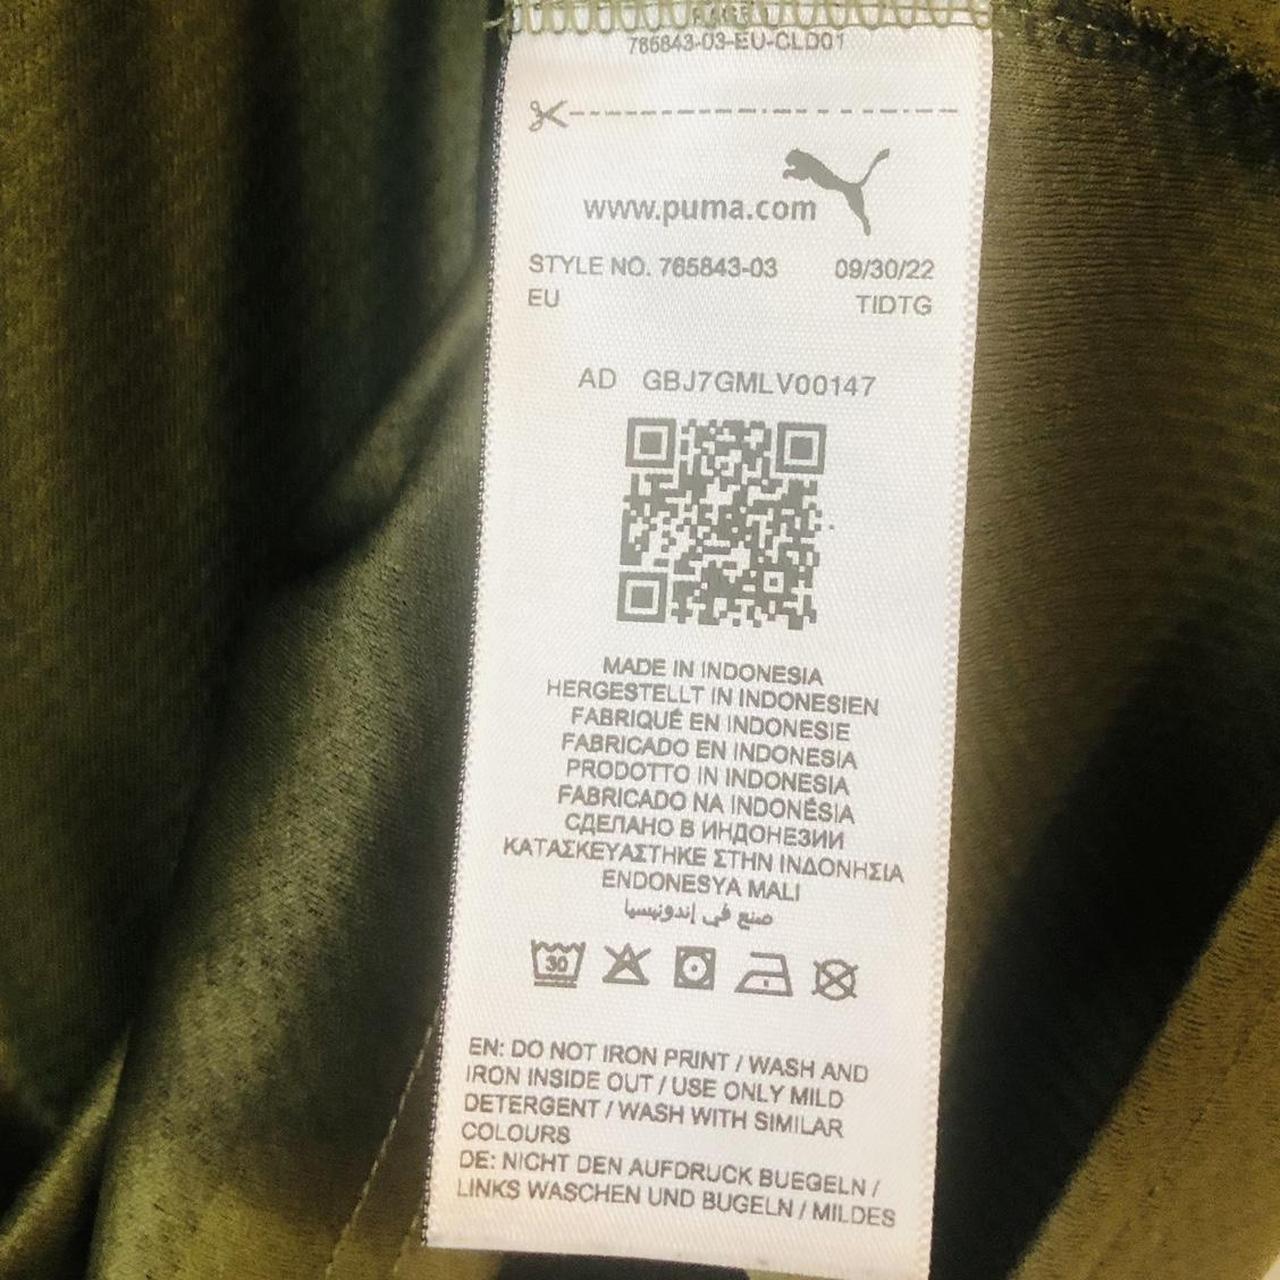 765843-03-EU-CLD01
www.puma.com
STYLE NO. 765843-03 09/30/22
EU TIDTG
AD GBJ7GMLV00147
MADE IN INDONESIA
HERGESTELLT IN INDONESIEN
FABRIQUÉ EN INDONESIE
FABRICADO EN INDONESIA
PRODOTTO IN INDONESIA
FABRICADO NA INDONÉSIA
СДЕЛАНО В ИНДОНЕЗИИ
ΚΑΤΑΣΚΕΥΑΣΤΗΚΕ ΣΤΗΝ ΙΝΔΟΝΗΣΙΑ
ENDONESYA MALI
صنع في إندونيسيا
30
EN: DO NOT IRON PRINT / WASH AND
IRON INSIDE OUT / USE ONLY MILD
DETERGENT / WASH WITH SIMILAR
COLOURS
DE: NICHT DEN AUFDRUCK BUEGELN /
LINKS WASCHEN UND BUGELN / MILDES